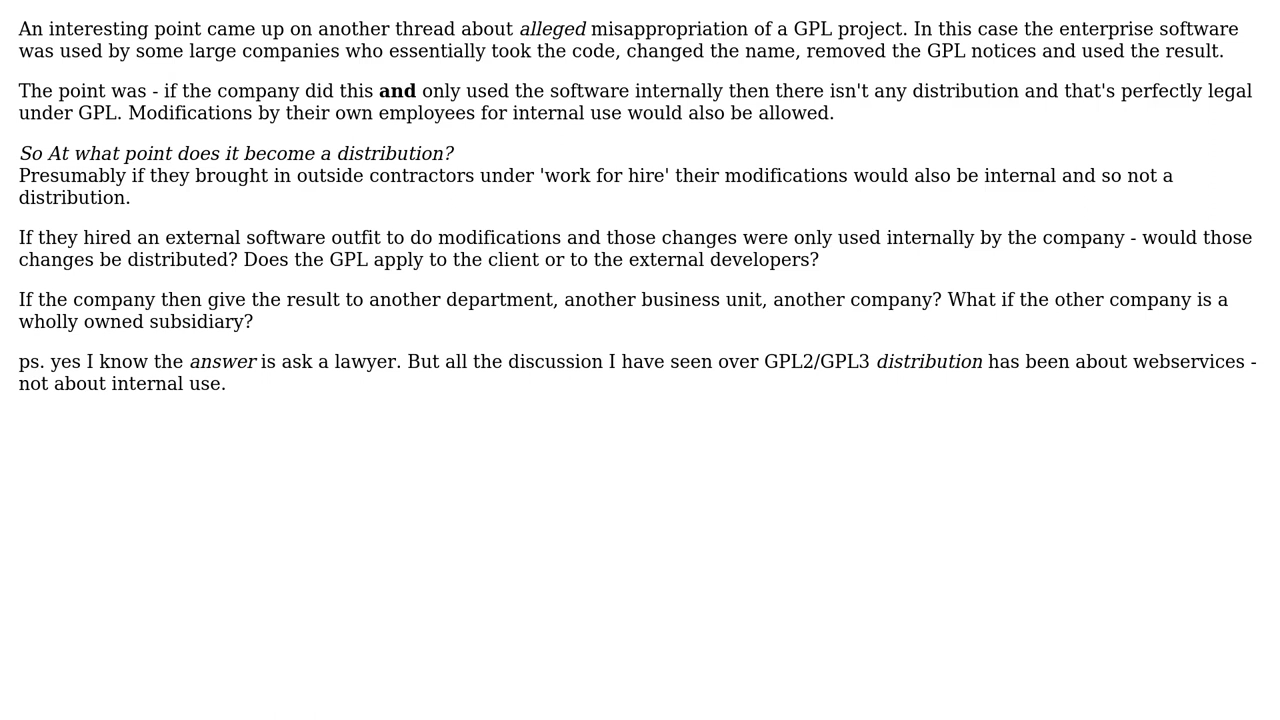 An interesting point came up on another thread about alleged misappropriation of a GPL project. In this case the enterprise software
was used by some large companies who essentially took the code, changed the name, removed the GPL notices and used the result.
The point was - if the company did this and only used the software internally then there isn't any distribution and that's perfectly legal
under GPL. Modifications by their own employees for internal use would also be allowed.
So At what point does it become a distribution?
Presumably if they brought in outside contractors under 'work for hire' their modifications would also be internal and so not a
distribution.
If they hired an external software outfit to do modifications and those changes were only used internally by the company - would those
changes be distributed? Does the GPL apply to the client or to the external developers?
If the company then give the result to another department, another business unit, another company? What if the other company is a
wholly owned subsidiary?
ps. yes I know the answer is ask a lawyer. But all the discussion I have seen over GPL2/GPL3 distribution has been about webservices -
not about internal use.